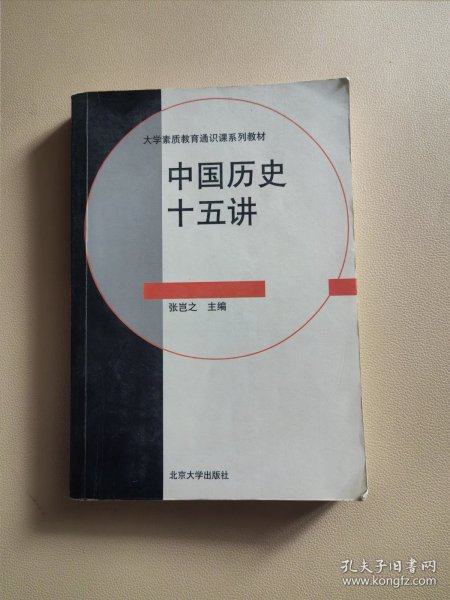 大学素质教育通识课系列教材
中国历史
十五讲
张岂之 主编
北京大学出版社
孔夫子旧书网
www.kongfz.com